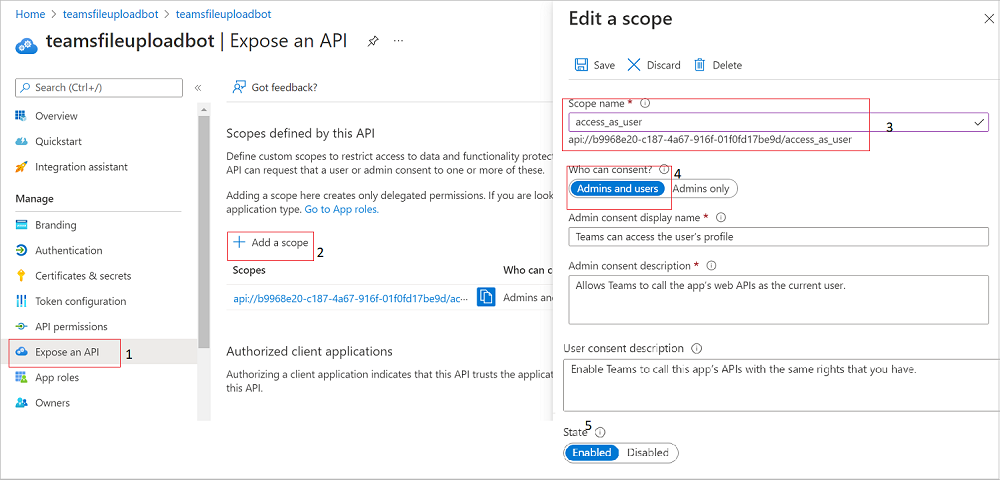 Home > teamsfileuploadbot > teamsfileuploadbot
teamsfileuploadbot | Expose an API
Search (Ctrl+/)
Overview
Quickstart
Integration assistant
Manage
Branding
Authentication
Certificates & secrets
Token configuration
API permissions
Expose an API
1
App roles
Owners
Got feedback?
Scopes defined by this API
Define custom scopes to restrict access to data and functionality protec
API can request that a user or admin consent to one or more of these.
Adding a scope here creates only delegated permissions. If you are look
application type. Go to App roles.
Add a scope
2
Scopes Who can c
api://b9968e20-c187-4a67-916f-01f0fd17be9d/ac... Admins an
Authorized client applications
Authorizing a client application indicates that this API trusts the applicat
this API.
Edit a scope
Save Discard Delete
Scope name *
access_as_user
3
api://b9968e20-c187-4a67-916f-01f0fd17be9d/access_as_user
Who can consent?
4
Admins and users Admins only
Admin consent display name *
Teams can access the user's profile
Admin consent description *
Allows Teams to call the app's web APIs as the current user.
User consent description
Enable Teams to call this app's APIs with the same rights that you have.
5
State
Enabled Disabled